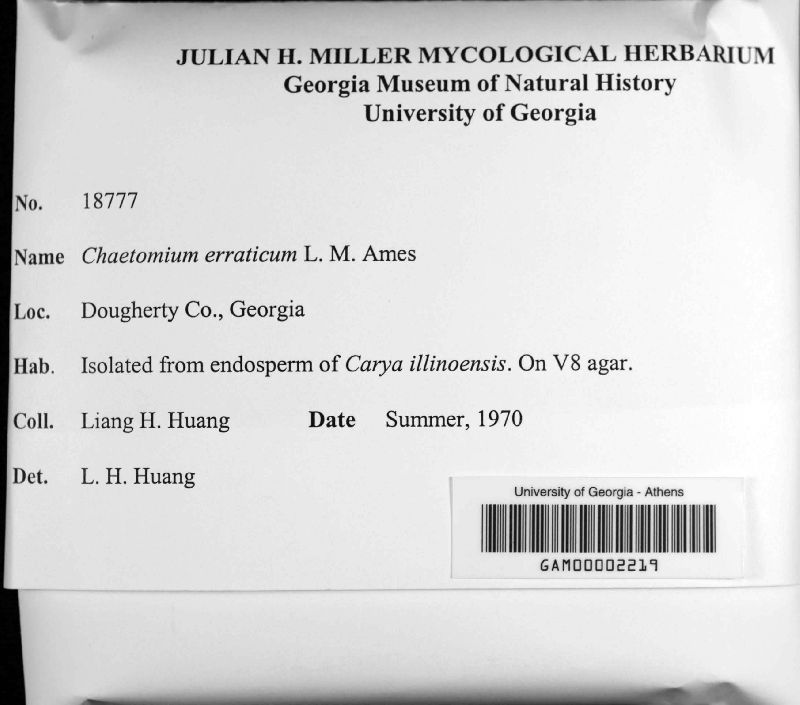 JULIAN H. MILLER MYCOLOGICAL HERBARIUM
Georgia Museum of Natural History
University of Georgia
No. 18777
Name Chaetomium erraticum L. M. Ames
Loc. Dougherty Co., Georgia
Hab. Isolated from endosperm of Carya illinoensis. On V8 agar.
Coll. Liang H. Huang Date Summer, 1970
Det. L. H. Huang
University of Georgia - Athens
GAM00002219